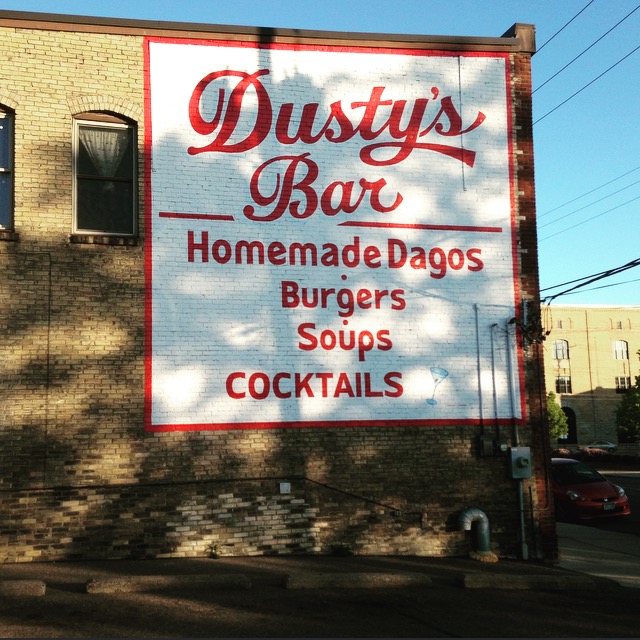 Dusty's
Bar
Homemade Dagos
Burgers
Soups
COCKTAILS